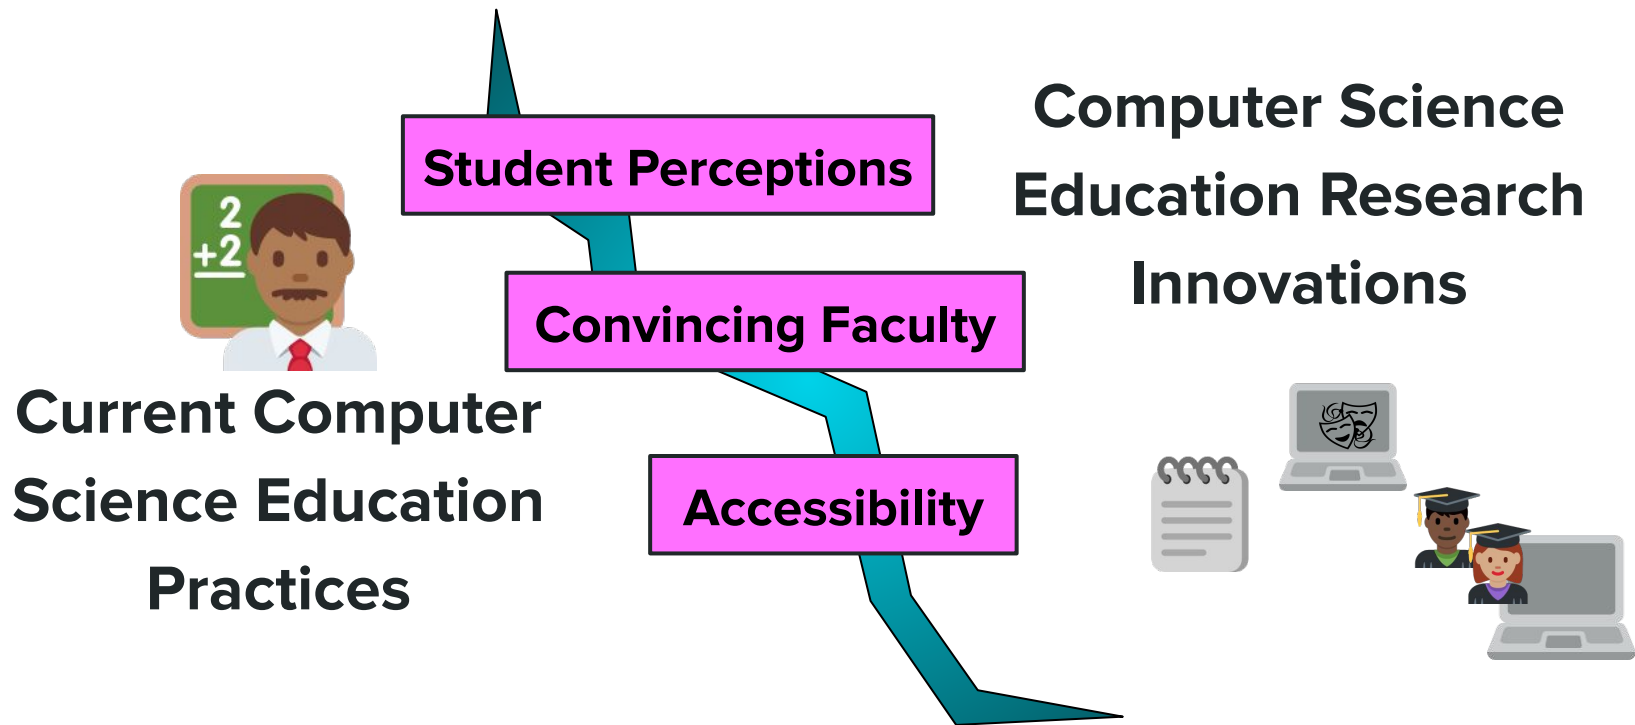 2
+2
Current Computer
Science Education
Practices
Student Perceptions
Convincing Faculty
Accessibility
Computer Science
Education Research
Innovations